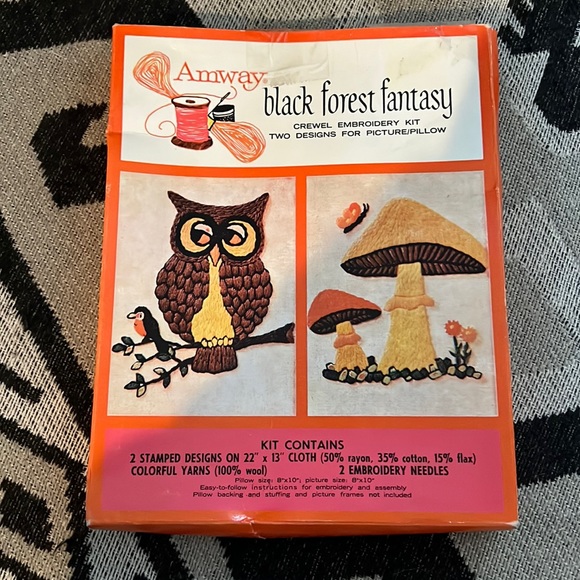 Amway®
black forest fantasy
CREWEL EMBROIDERY KIT
TWO DESIGNS FOR PICTURE/PILLOW
KIT CONTAINS
2 STAMPED DESIGNS ON 22" x 13" CLOTH (50% rayon, 35% cotton, 15% flax)
COLORFUL YARNS (100% wool) 2 EMBROIDERY NEEDLES
Pillow size: 8"x10"; picture size: 8"x10"
Easy-to-follow instructions for embroidery and assembly
Pillow backing and stuffing and picture frames not included